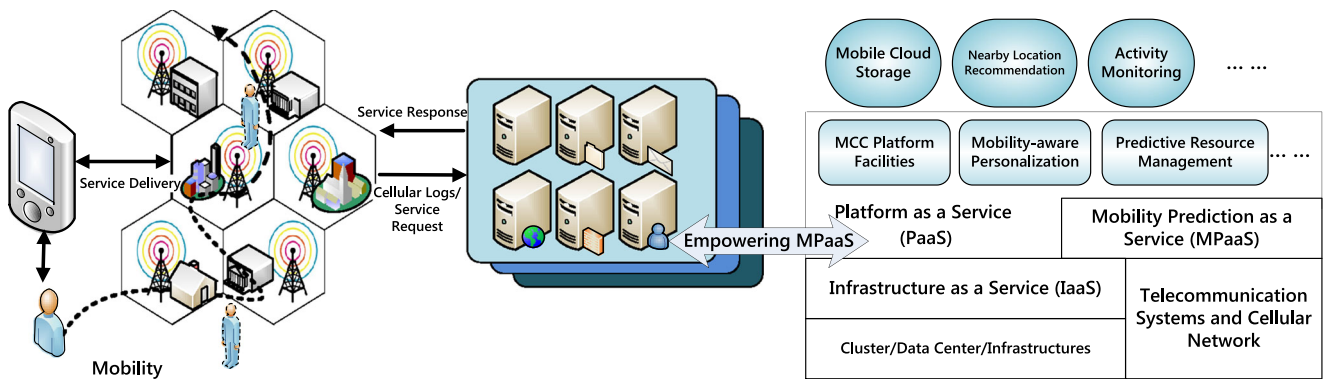 Service Delivery
Mobility
Service Response
Cellular Logs/
Service
Request
Empowering MPaaS
Mobile Cloud
Storage
Nearby Location
Recommendation
Activity
Monitoring
... ...
MCC Platform
Facilities
Mobility-aware
Personalization
Predictive Resource
Management
... ...
Platform as a Service
(PaaS)
Mobility Prediction as a
Service (MPaaS)
Infrastructure as a Service (IaaS)
Telecommunication
Systems and Cellular
Network
Cluster/Data Center/Infrastructures